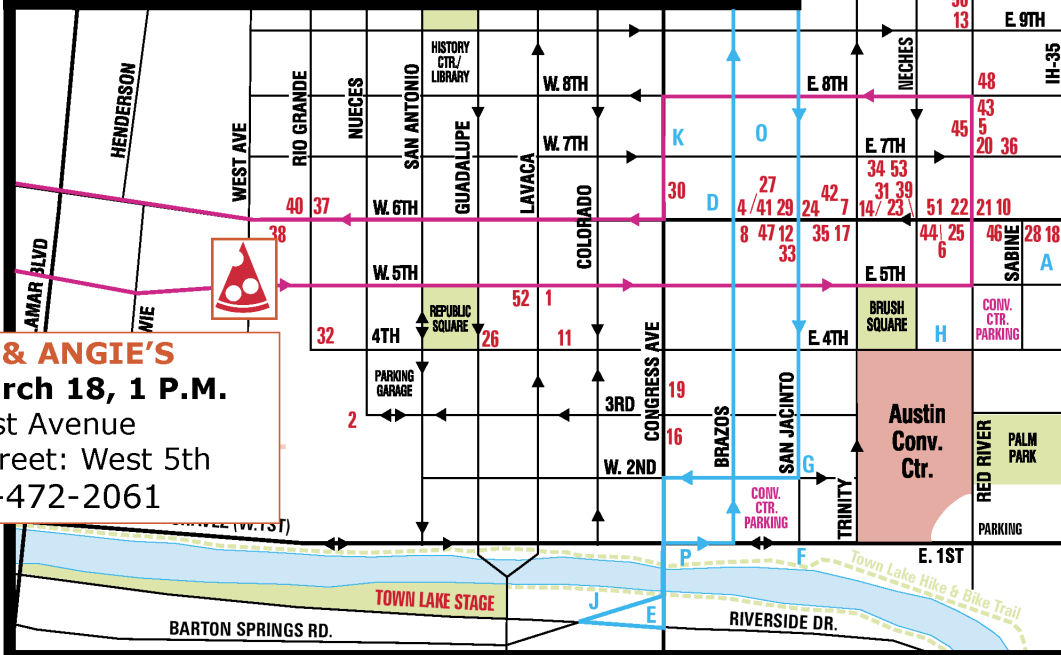 50
13
E. 9TH
HISTORY
CTR./
LIBRARY
IH-35
HENDERSON
WEST AVE
RIO GRANDE
NUECES
SAN ANTONIO
GUADALUPE
LAVACA
COLORADO
NECHES
W. 8TH
E. 8TH
48
43
45 5
20 36
K
O
W. 7TH
E. 7TH
34 53
30
27
31 39
D
4 / 41 29
24
42
7
14 / 23
51 22
21 10
40 37
W. 6TH
38
8 47 12
33
35 17
44 \ 25
6
46
SABINE
28 18
A
LAMAR BLVD
W. 5TH
E. 5TH
52 1
REPUBLIC
SQUARE
BRUSH
SQUARE
CONV.
CTR.
PARKING
H
32
4TH
26
11
E. 4TH
& ANGIE'S
rch 18, 1 P.M.
st Avenue
reet: West 5th
-472-2061
PARKING
GARAGE
CONGRESS AVE
19
3RD
2
16
BRAZOS
SAN JACINTO
Austin
Conv.
Ctr.
RED RIVER
PALM
PARK
W. 2ND
G
CONV.
CTR.
PARKING
TRINITY
PARKING
(W.1ST)
E. 1ST
P
F
Town Lake Hike & Bike Trail
TOWN LAKE STAGE
J
E
BARTON SPRINGS RD.
RIVERSIDE DR.